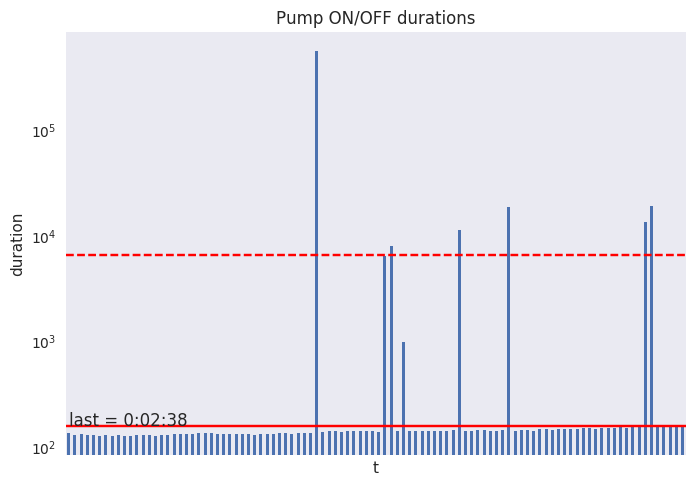 Pump ON/OFF durations
10^5
10^4
duration
10^3
last = 0:02:38
10^2
t